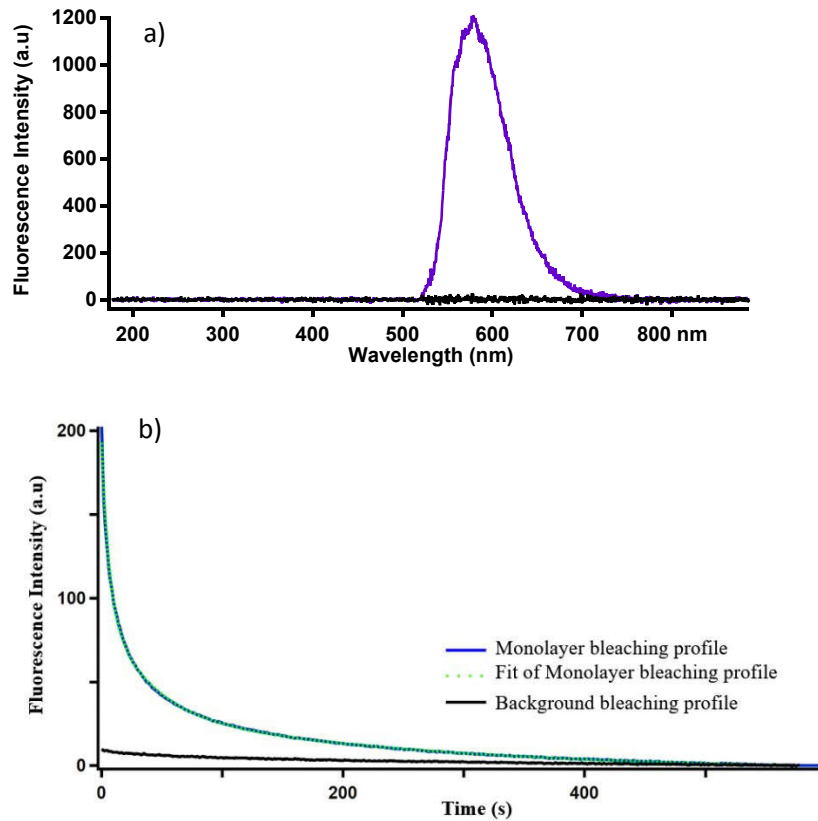 a)
Fluorescence Intensity (a.u)
1200
1000
800
600
400
200
0
200 300 400 500 600 700 800 nm
Wavelength (nm)
b)
Fluorescence Intensity (a.u)
200
100
0
Monolayer bleaching profile
Fit of Monolayer bleaching profile
Background bleaching profile
0 200 400
Time (s)